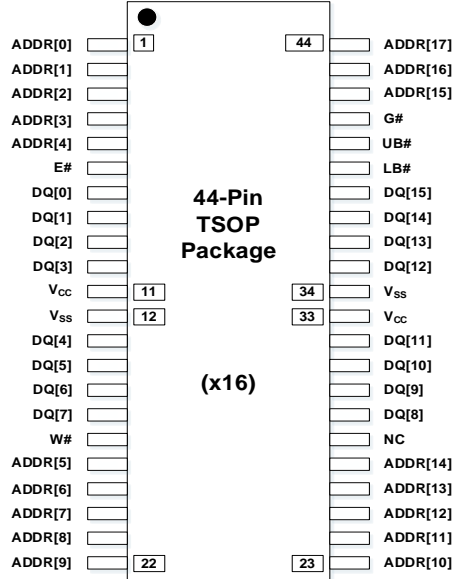 ADDR[0] 1 44 ADDR[17]
ADDR[1] ADDR[16]
ADDR[2] ADDR[15]
ADDR[3] G#
ADDR[4] UB#
E# LB#
DQ[0] DQ[15]
44-Pin
DQ[1] DQ[14]
TSOP
DQ[2] DQ[13]
Package
DQ[3] DQ[12]
VCC 11 34 VSS
VSS 12 33 VCC
DQ[4] DQ[11]
DQ[5] DQ[10]
(x16)
DQ[6] DQ[9]
DQ[7] DQ[8]
W# NC
ADDR[5] ADDR[14]
ADDR[6] ADDR[13]
ADDR[7] ADDR[12]
ADDR[8] ADDR[11]
ADDR[9] 22 23 ADDR[10]